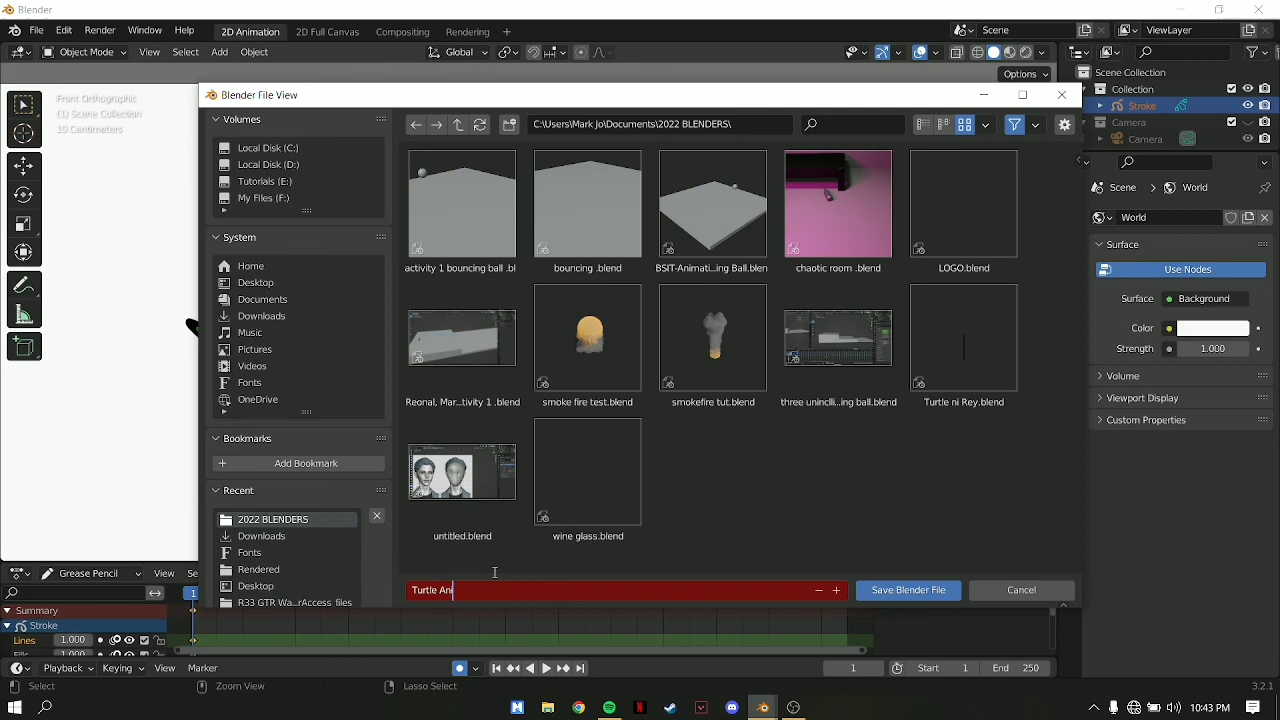 Blender
File Edit Render Window Help 2D Animation 2D Full Canvas Compositing Rendering + Scene ViewLayer
Object Mode View Select Add Object Global
Options
Front Orthographic
(1) Scene Collection
10 Centimeters
Blender File View
Volumes
Local Disk (C:)
Local Disk (D:)
Tutorials (E:)
My FIles (F:)
System
Home
Desktop
Documents
Downloads
Music
Pictures
Videos
Fonts
OneDrive
Bookmarks
Add Bookmark
Recent
2022 BLENDERS
Downloads
Fonts
Rendered
Desktop
R33 GTR Wa...rAccess_files
C:\Users\Mark Jo\Documents\2022 BLENDERS\
activity 1 bouncing ball .bl
bouncing .blend
BSIT-Animati...ing Ball.blen
chaotic room .blend
LOGO.blend
Reonal, Mar...tivity 1 .blend
smoke fire test.blend
smokefire tut.blend
three uninclli...ing ball.blend
Turtle ni Rey.blend
untitled.blend
wine glass.blend
Turtle Ani
Save Blender File
Cancel
Scene Collection
Collection
Stroke
Camera
Camera
Scene > World
World
Surface
Use Nodes
Surface Background
Color
Strength 1.000
Volume
Viewport Display
Custom Properties
Grease Pencil View Sel
1
Summary
Stroke
Lines 1.000
Fills
Playback Keying View Marker
1 Start 1 End 250
Select Zoom View Lasso Select 3.2.1
10:43 PM